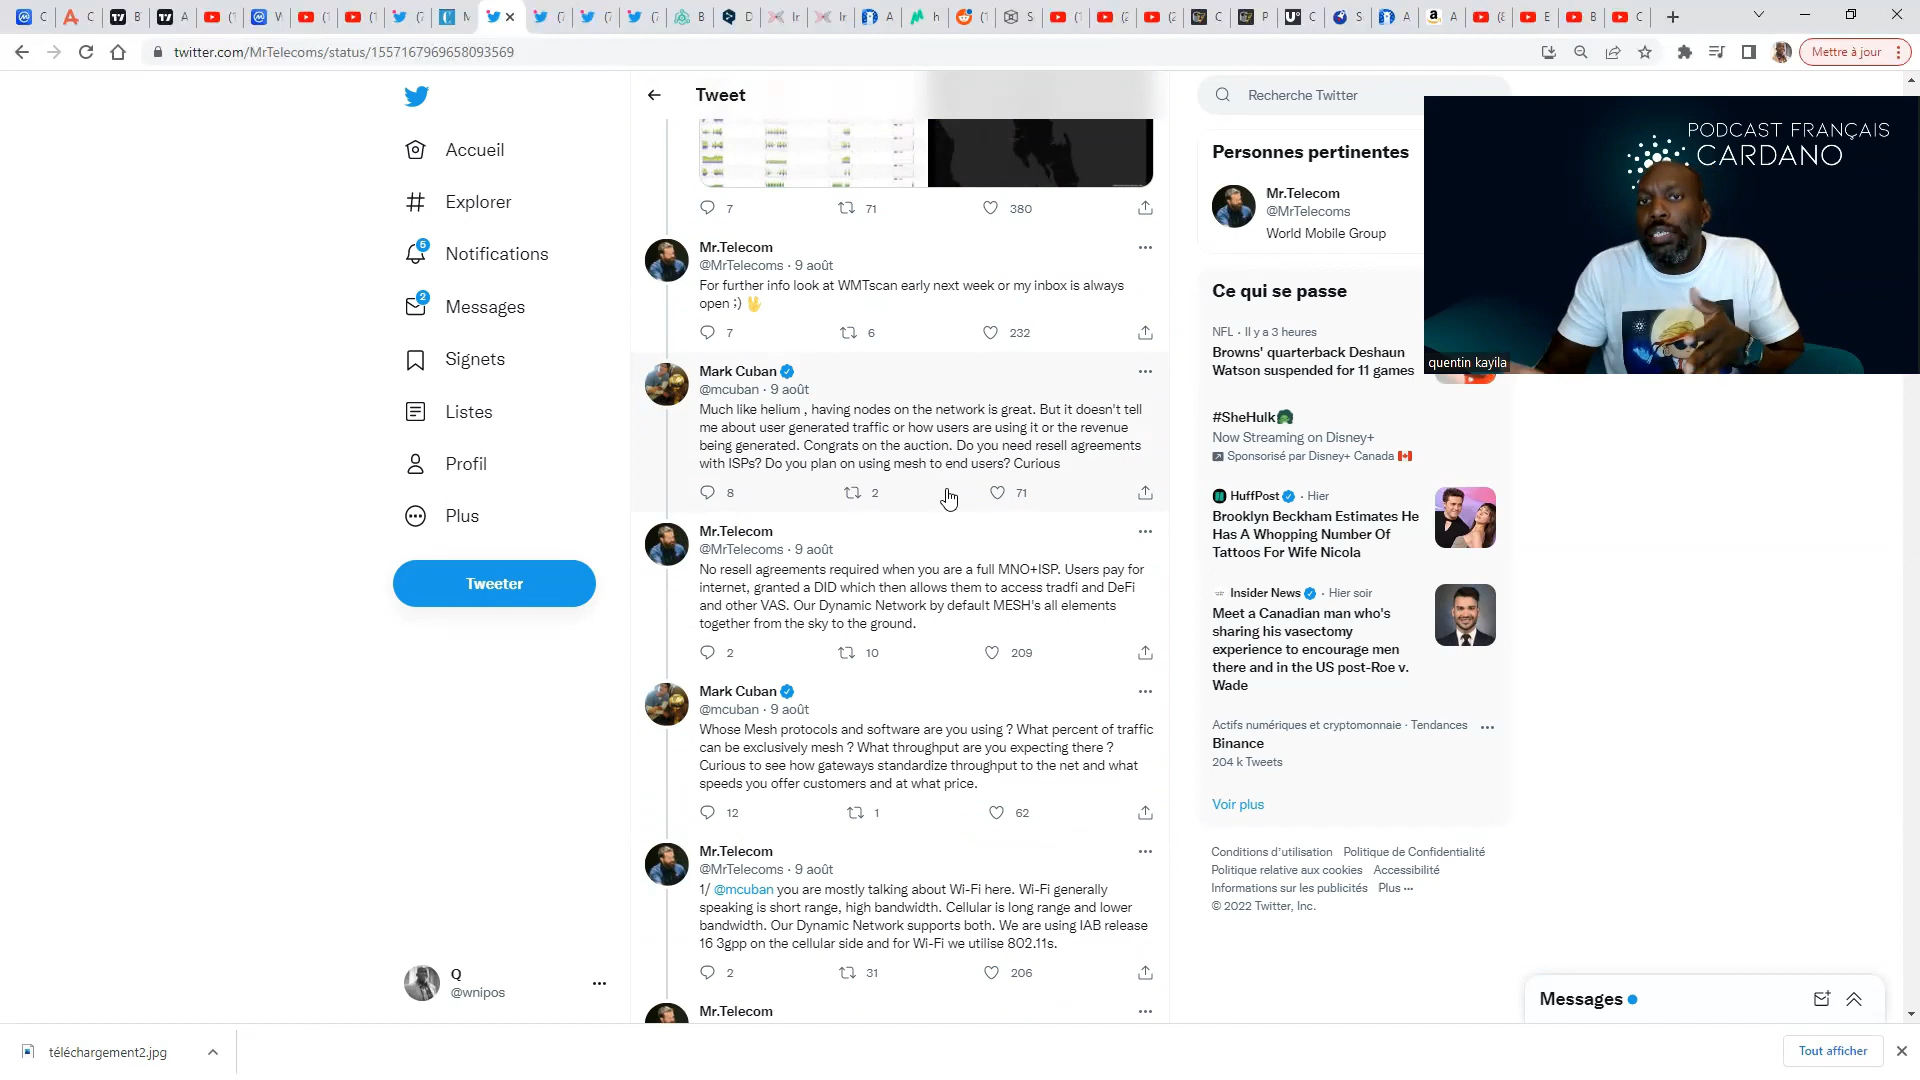 twitter.com/MrTelecoms/status/1557167969658093569
Mettre à jour
Accueil
Explorer
5
Notifications
2
Messages
Signets
Listes
Profil
Plus
Tweeter
Q
@wnipos
Tweet
7 71 380
Mr.Telecom
@MrTelecoms · 9 août
For further info look at WMTscan early next week or my inbox is always
open ;) 🖖
7 6 232
Mark Cuban
@mcuban · 9 août
Much like helium , having nodes on the network is great. But it doesn't tell
me about user generated traffic or how users are using it or the revenue
being generated. Congrats on the auction. Do you need resell agreements
with ISPs? Do you plan on using mesh to end users? Curious
8 2 71
Mr.Telecom
@MrTelecoms · 9 août
No resell agreements required when you are a full MNO+ISP. Users pay for
internet, granted a DID which then allows them to access tradfi and DeFi
and other VAS. Our Dynamic Network by default MESH's all elements
together from the sky to the ground.
2 10 209
Mark Cuban
@mcuban · 9 août
Whose Mesh protocols and software are you using ? What percent of traffic
can be exclusively mesh ? What throughput are you expecting there ?
Curious to see how gateways standardize throughput to the net and what
speeds you offer customers and at what price.
12 1 62
Mr.Telecom
@MrTelecoms · 9 août
1/ @mcuban you are mostly talking about Wi-Fi here. Wi-Fi generally
speaking is short range, high bandwidth. Cellular is long range and lower
bandwidth. Our Dynamic Network supports both. We are using IAB release
16 3gpp on the cellular side and for Wi-Fi we utilise 802.11s.
2 31 206
Mr.Telecom
Recherche Twitter
Personnes pertinentes
Mr.Telecom
@MrTelecoms
World Mobile Group
PODCAST FRANÇAIS
CARDANO
quentin kayila
Ce qui se passe
NFL · Il y a 3 heures
Browns' quarterback Deshaun
Watson suspended for 11 games
#SheHulk
Now Streaming on Disney+
Sponsorisé par Disney+ Canada
HuffPost · Hier
Brooklyn Beckham Estimates He
Has A Whopping Number Of
Tattoos For Wife Nicola
Insider News · Hier soir
Meet a Canadian man who's
sharing his vasectomy
experience to encourage men
there and in the US post-Roe v.
Wade
Actifs numériques et cryptomonnaie · Tendances
Binance
204 k Tweets
Voir plus
Conditions d'utilisation Politique de Confidentialité
Politique relative aux cookies Accessibilité
Informations sur les publicités Plus ···
© 2022 Twitter, Inc.
Messages
téléchargement2.jpg
Tout afficher